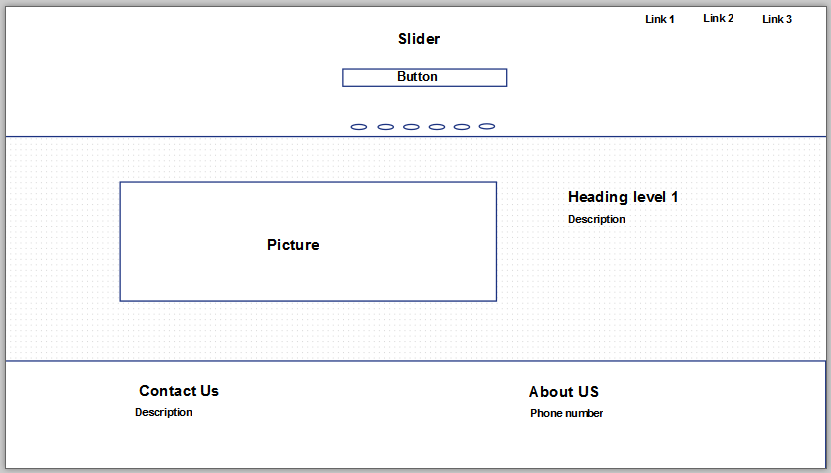 Link 1
Link 2
Link 3
Slider
Button
Picture
Heading level 1
Description
Contact Us
Description
About US
Phone number